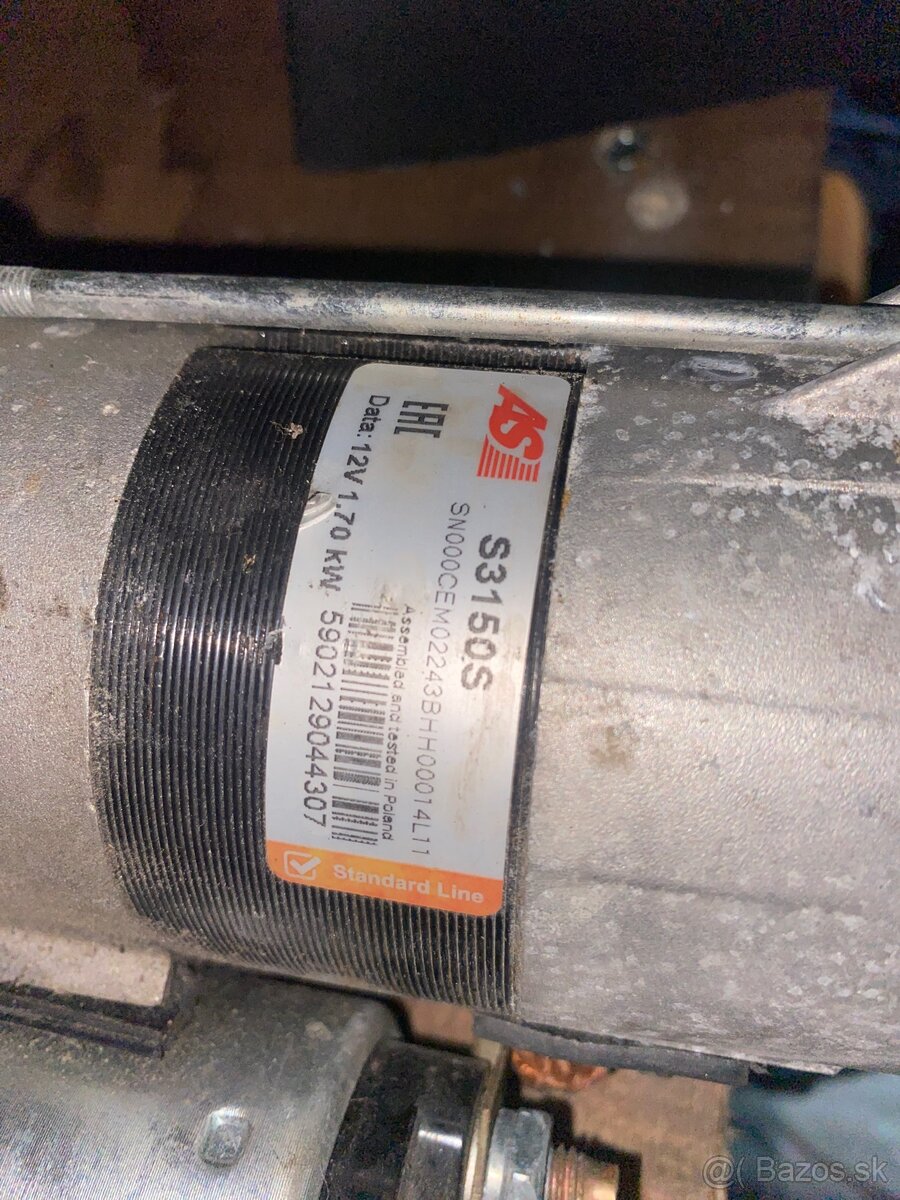 AS
S3150S
SN000CEM02243BHH00014L11
Assembled and tested in Poland
EAC
Data: 12V 1,70 kW
5902129044307
Standard Line
@( Bazos.sk